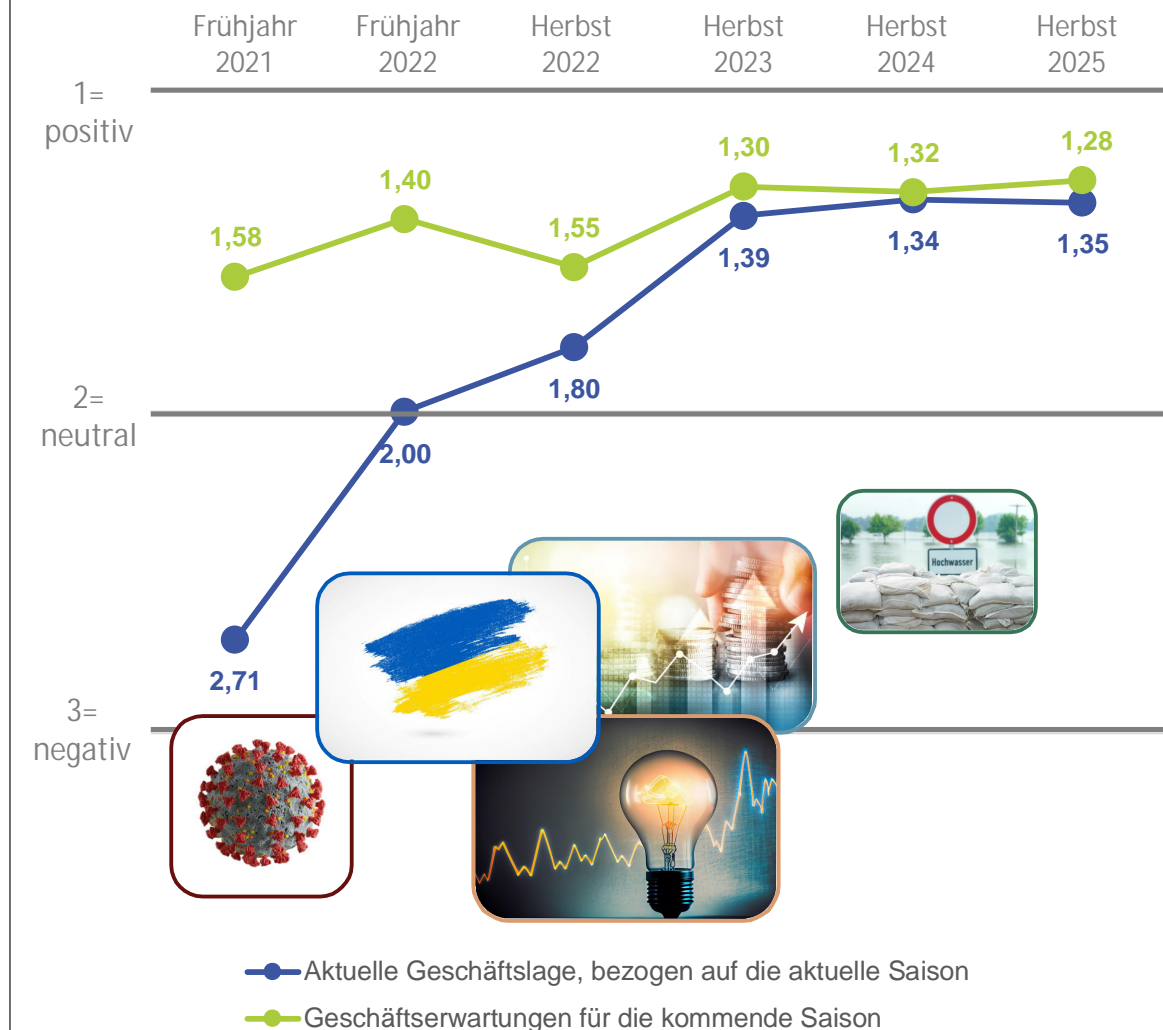 Frühjahr 2021
Frühjahr 2022
Herbst 2022
Herbst 2023
Herbst 2024
Herbst 2025
1=
positiv
1,58
1,40
1,55
1,30
1,32
1,28
1,39
1,34
1,35
1,80
2=
neutral
2,00
2,71
Hochwasser
3=
negativ
Aktuelle Geschäftslage, bezogen auf die aktuelle Saison
Geschäftserwartungen für die kommende Saison